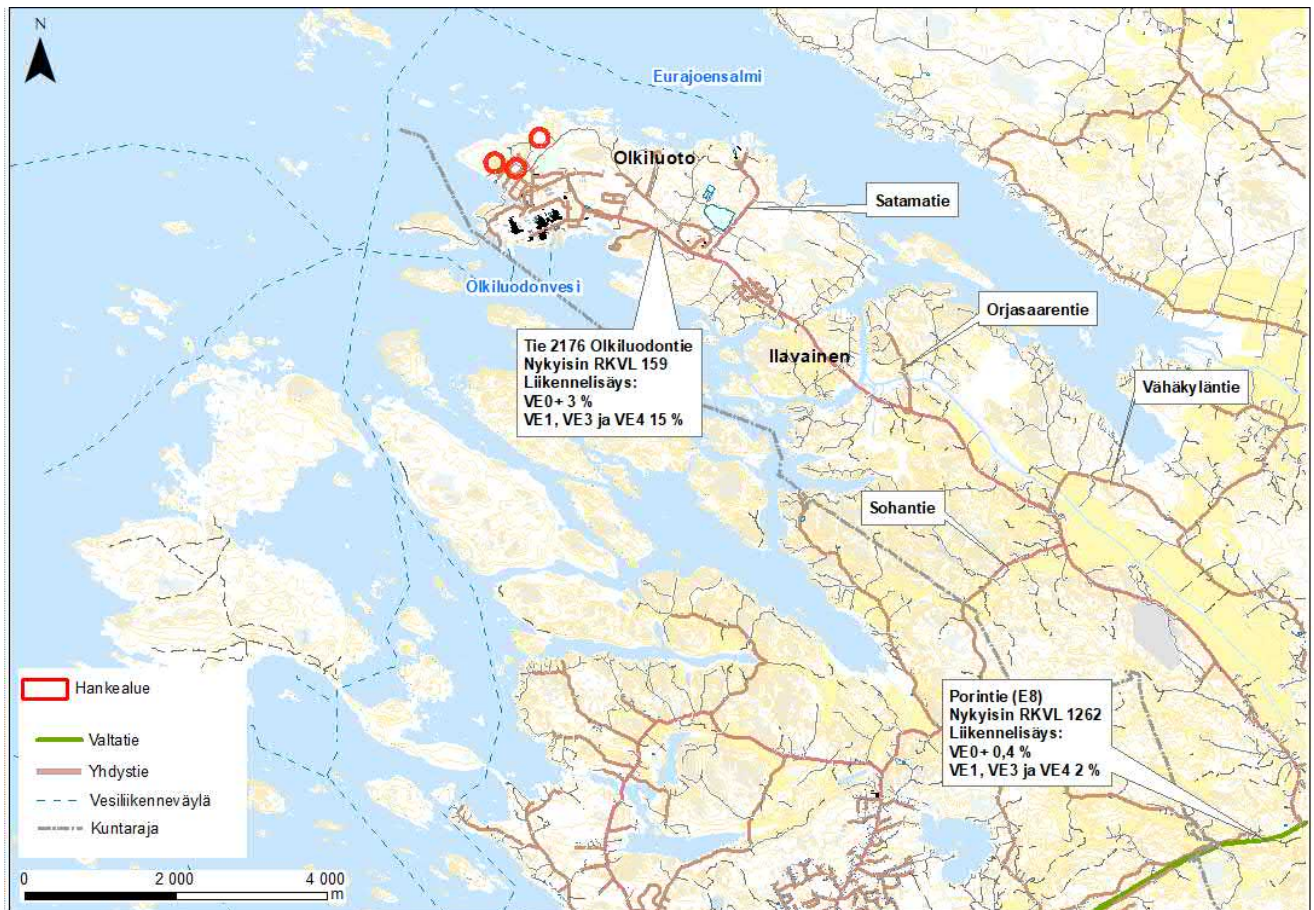 N
Eurajoensalmi
Olkiluoto
Satamatie
Olkiluodonvesi
Orjasaarentie
Tie 2176 Olkiluodontie
Nykyisin RKVL 159
Liikennelisäys:
VE0+ 3 %
VE1, VE3 ja VE4 15 %
Ilavainen
Vähäkyläntie
Sohantie
Porintie (E8)
Nykyisin RKVL 1262
Liikennelisäys:
VE0+ 0,4 %
VE1, VE3 ja VE4 2 %
Hankealue
Valtatie
Yhdystie
Vesiliikenneväylä
Kuntaraja
0 2 000 4 000
m